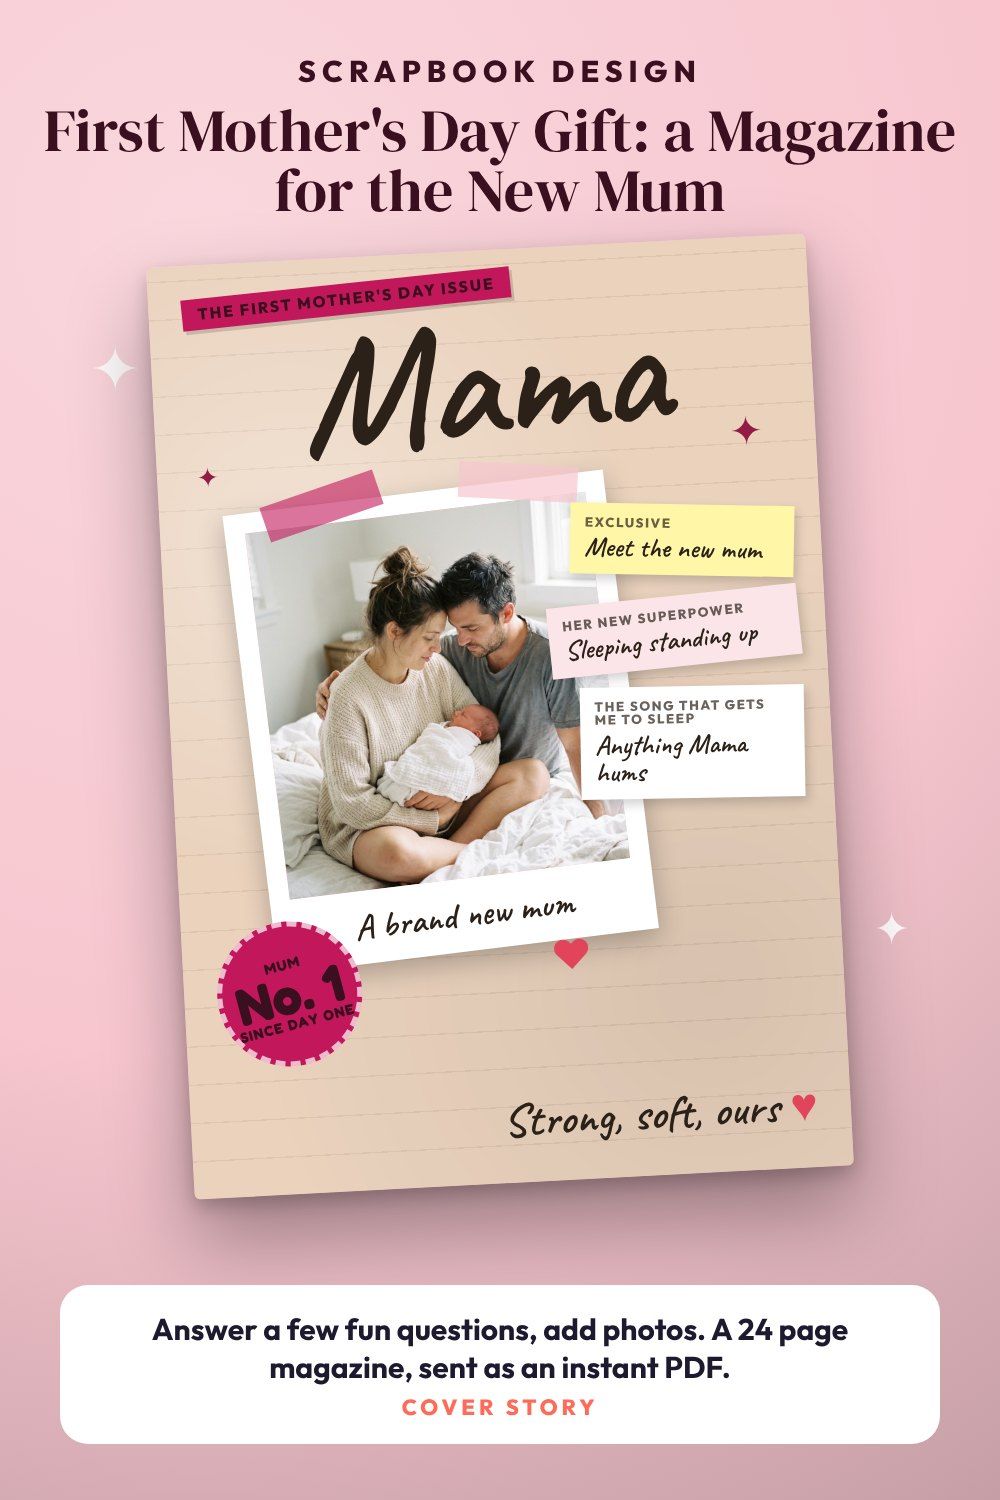 SCRAPBOOK DESIGN
First Mother's Day Gift: a Magazine
for the New Mum
THE FIRST MOTHER'S DAY ISSUE
Mama
EXCLUSIVE
Meet the new mum
HER NEW SUPERPOWER
Sleeping standing up
THE SONG THAT GETS
ME TO SLEEP
Anything Mama
hums
A brand new mum
MUM
No. 1
SINCE DAY ONE
Strong, soft, ours
Answer a few fun questions, add photos. A 24 page
magazine, sent as an instant PDF.
COVER STORY